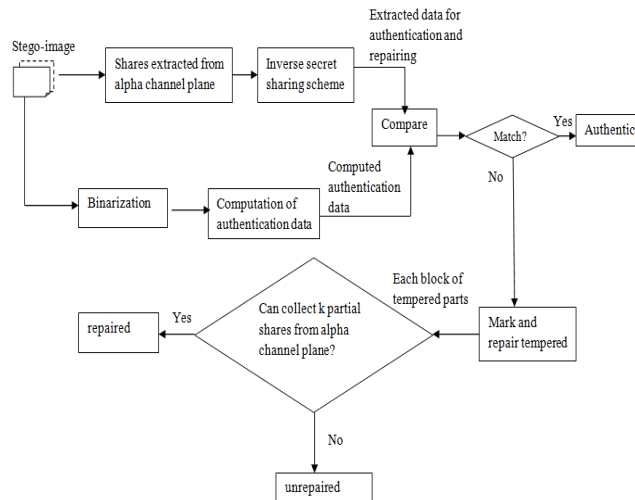 Stego-image
Shares extracted from
alpha channel plane
Inverse secret
sharing scheme
Extracted data for
authentication and
repairing
Compare
Match?
Yes
Authentic
No
Binarization
Computation of
authentication data
Computed
authentication
data
Each block of
tempered parts
Mark and
repair tempered
Can collect k partial
shares from alpha
channel plane?
Yes
repaired
No
unrepaired